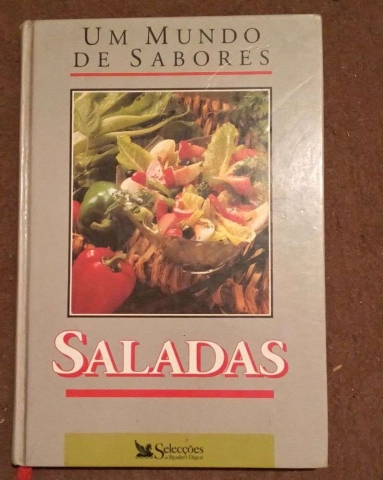 UM MUNDO
DE SABORES
SALADAS
Selecções
do Reader's Digest